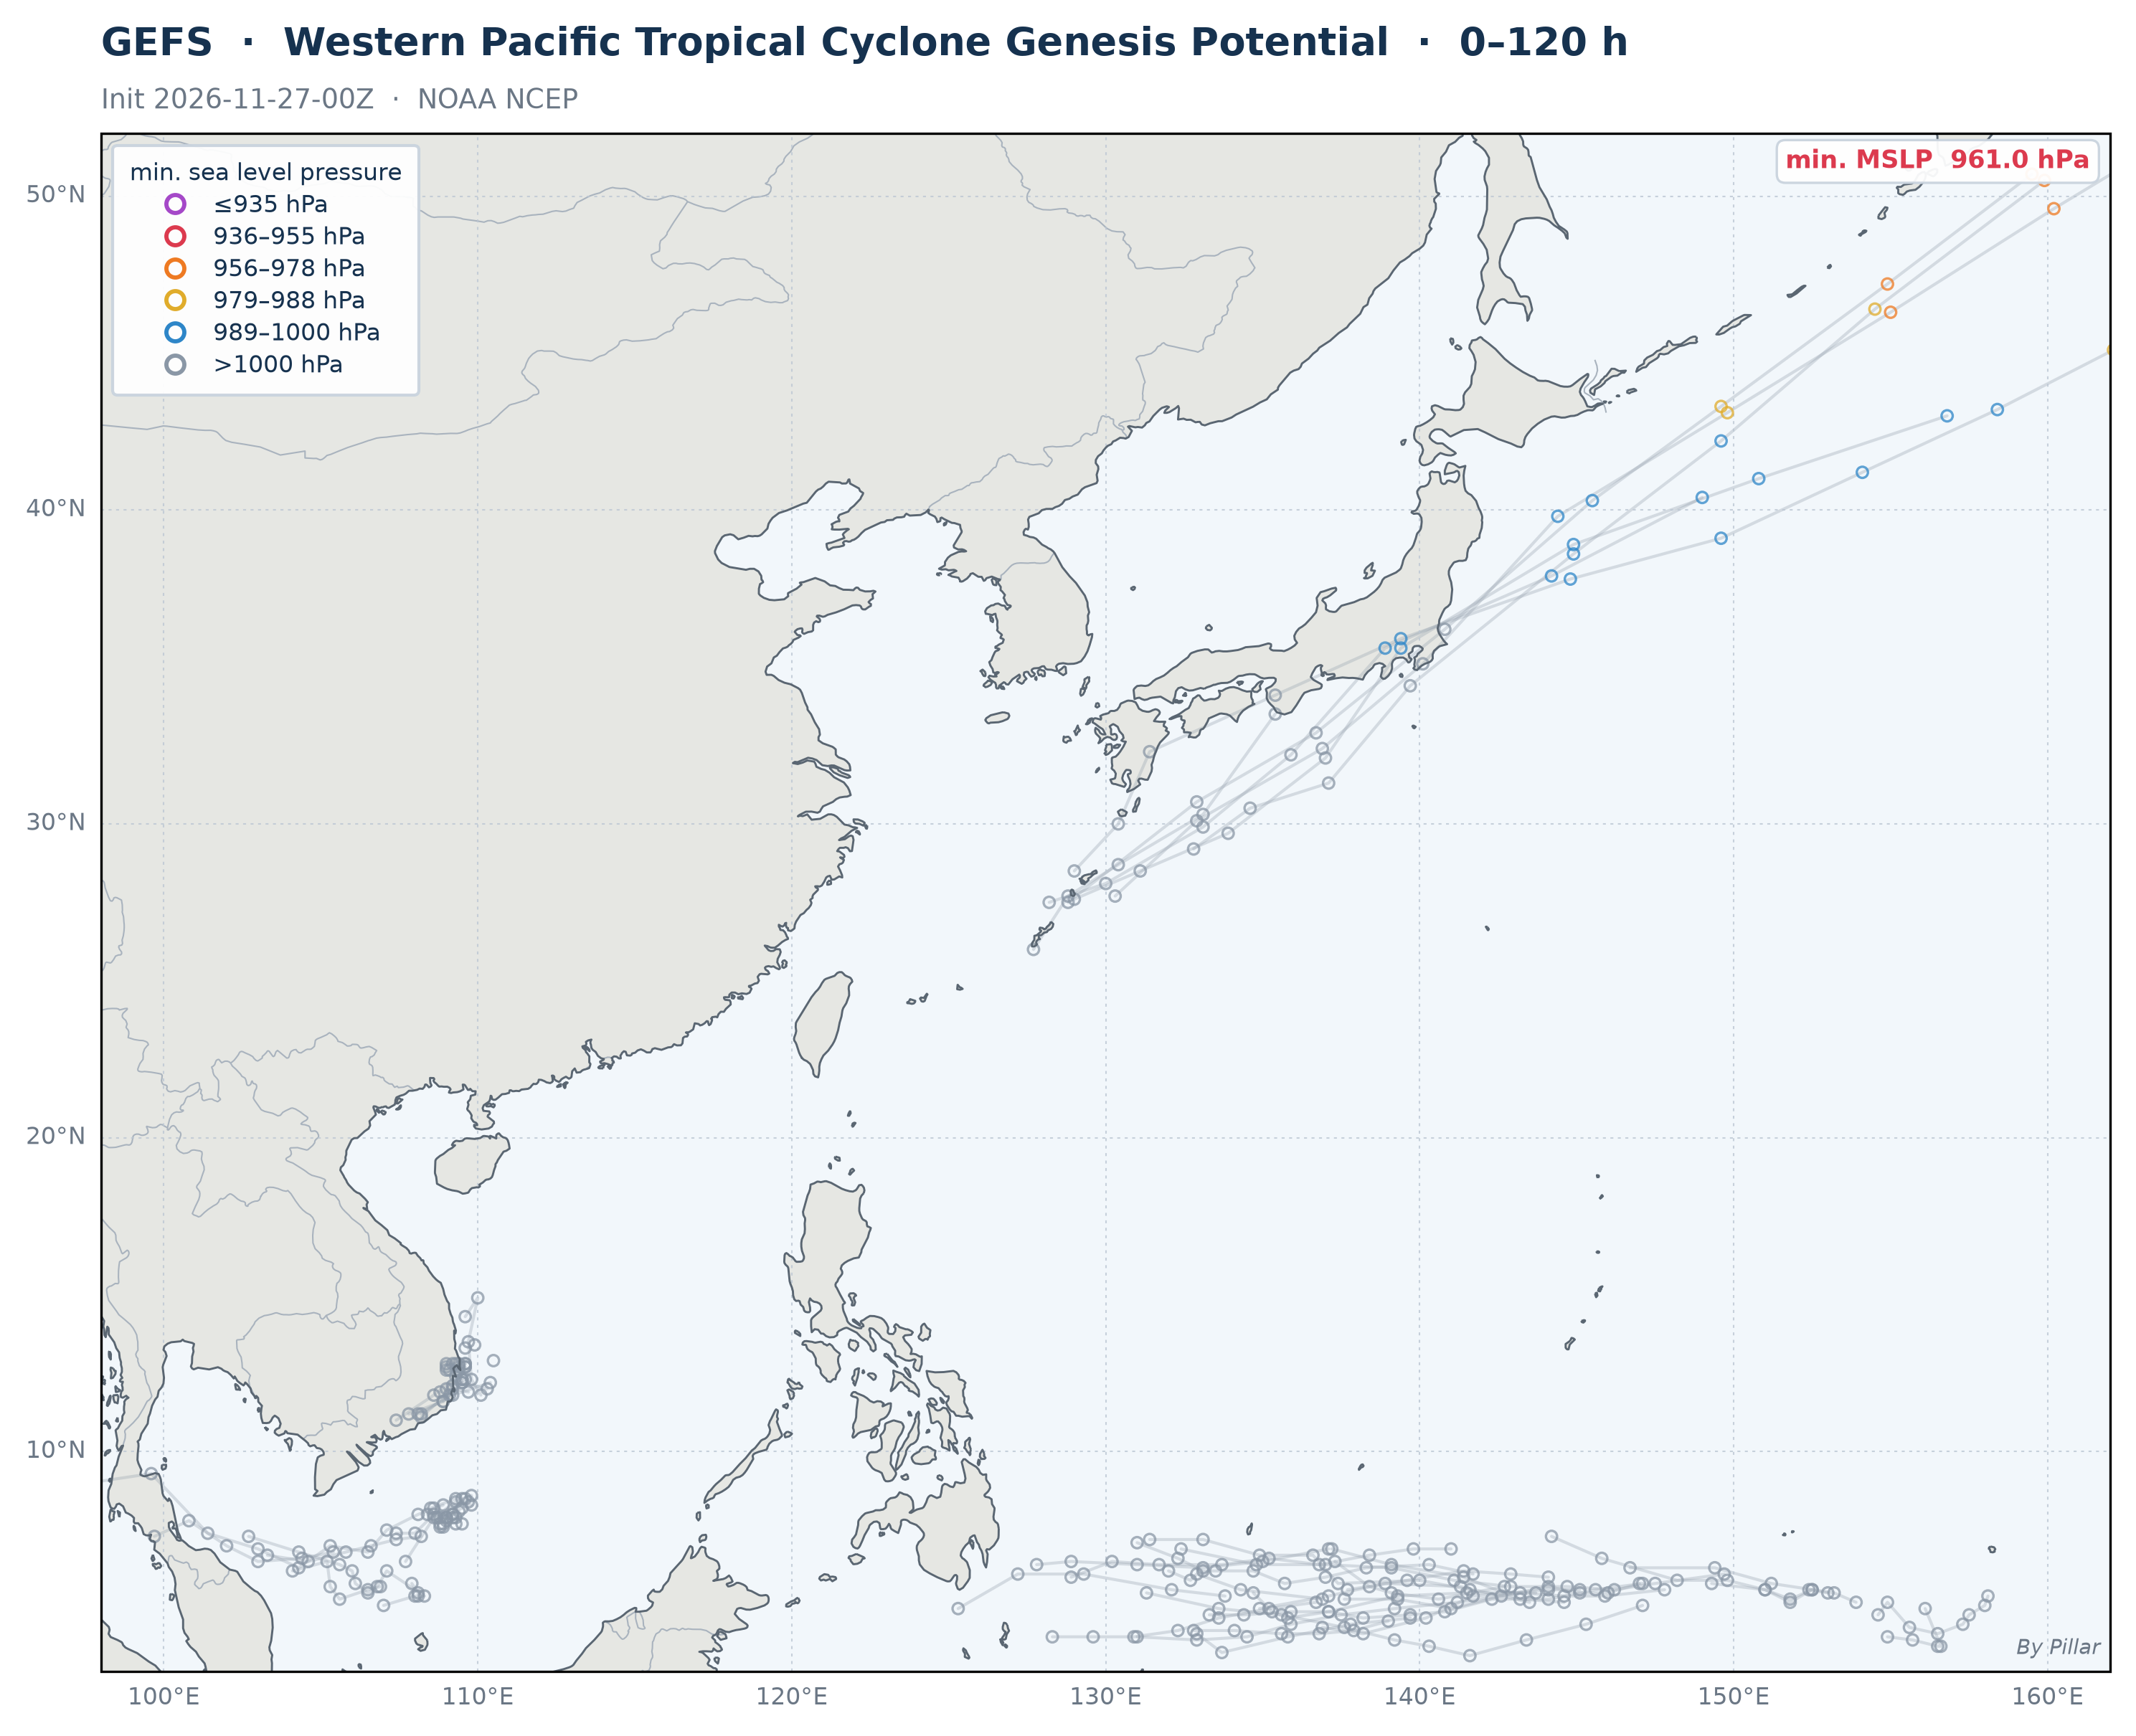 GEFS · Western Pacific Tropical Cyclone Genesis Potential · 0–120 h
Init 2026-11-27-00Z · NOAA NCEP
min. sea level pressure
≤935 hPa
936–955 hPa
956–978 hPa
979–988 hPa
989–1000 hPa
>1000 hPa
min. MSLP 961.0 hPa
50°N
40°N
30°N
20°N
10°N
By Pillar
100°E 110°E 120°E 130°E 140°E 150°E 160°E